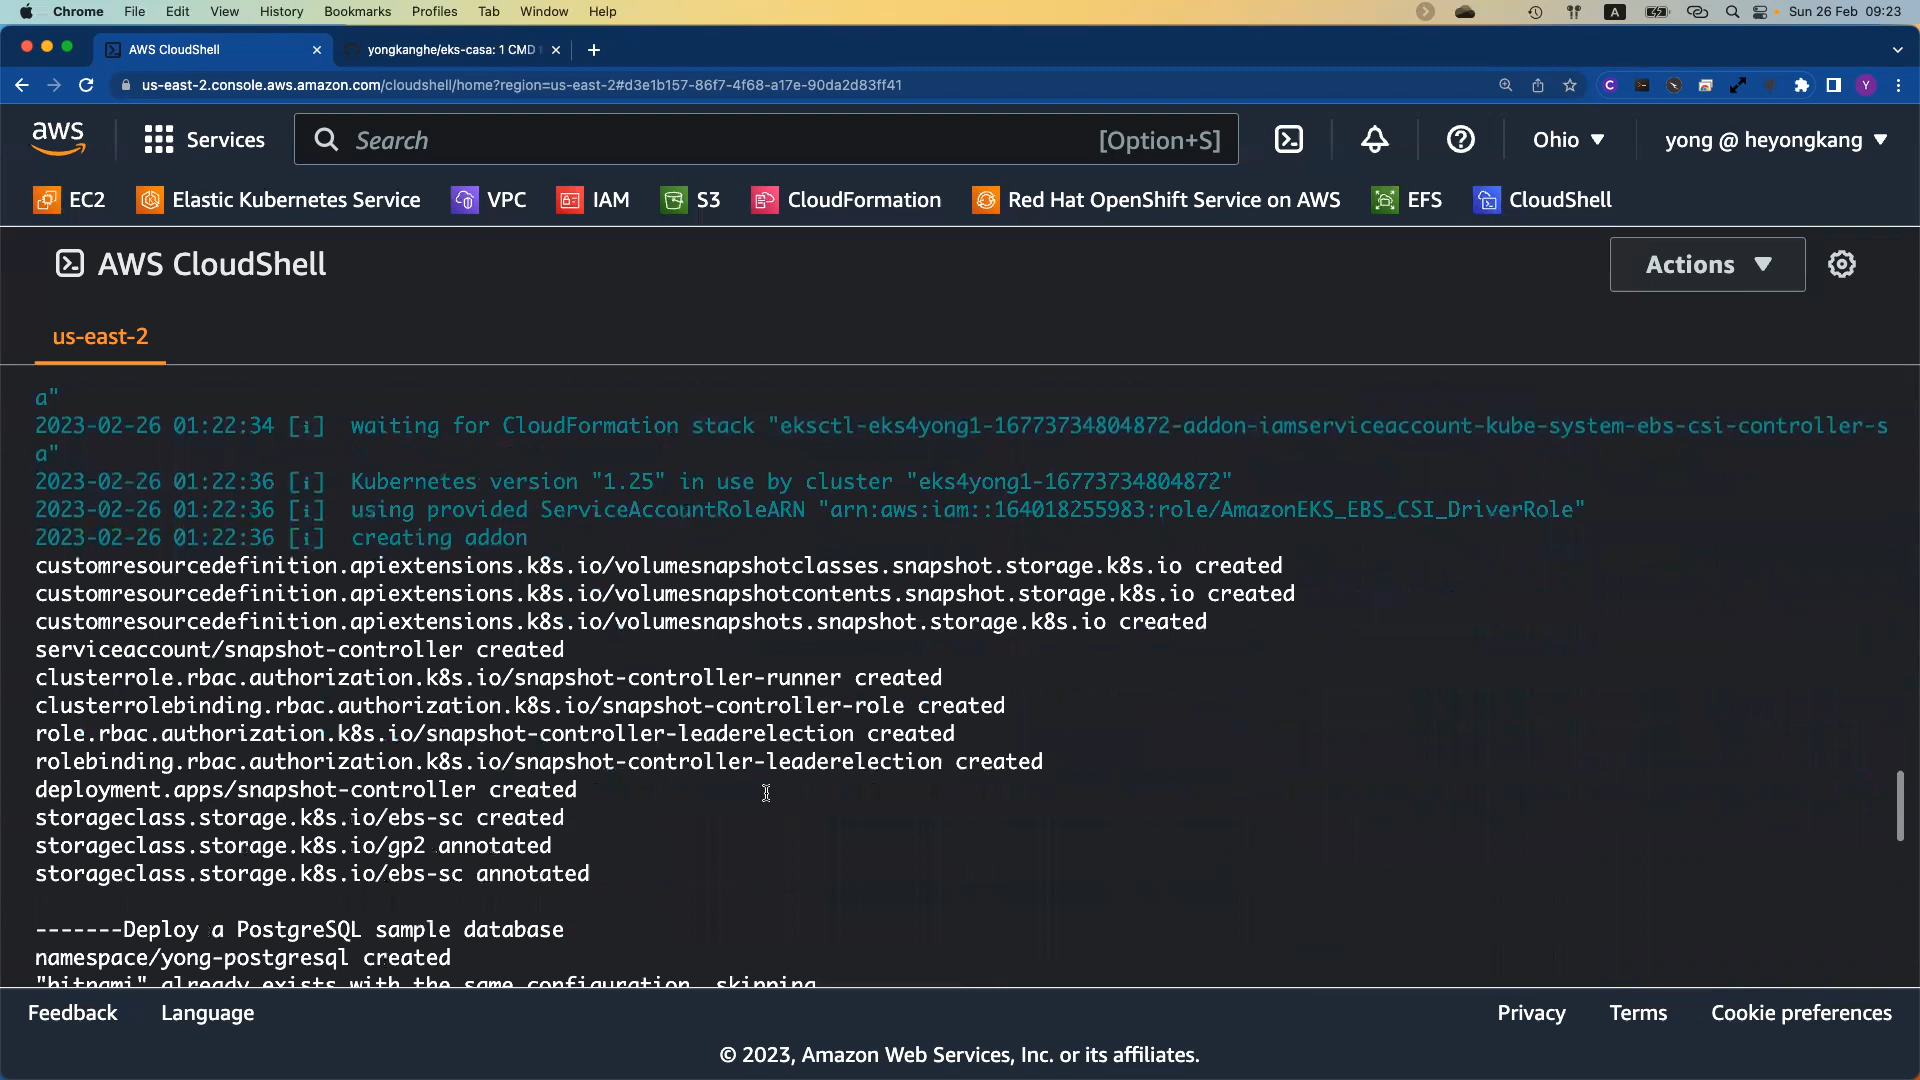 Chrome File Edit View History Bookmarks Profiles Tab Window Help A Sun 26 Feb 09:23
AWS CloudShell yongkanghe/eks-casa: 1 CMD
us-east-2.console.aws.amazon.com/cloudshell/home?region=us-east-2#d3e1b157-86f7-4f68-a17e-90da2d83ff41 C Y
aws Services Search [Option+S] Ohio yong @ heyongkang
EC2 Elastic Kubernetes Service VPC IAM S3 CloudFormation Red Hat OpenShift Service on AWS EFS CloudShell
AWS CloudShell Actions
us-east-2
a"
2023-02-26 01:22:34 [ℹ]  waiting for CloudFormation stack "eksctl-eks4yong1-16773734804872-addon-iamserviceaccount-kube-system-ebs-csi-controller-s
a"
2023-02-26 01:22:36 [ℹ]  Kubernetes version "1.25" in use by cluster "eks4yong1-16773734804872"
2023-02-26 01:22:36 [ℹ]  using provided ServiceAccountRoleARN "arn:aws:iam::164018255983:role/AmazonEKS_EBS_CSI_DriverRole"
2023-02-26 01:22:36 [ℹ]  creating addon
customresourcedefinition.apiextensions.k8s.io/volumesnapshotclasses.snapshot.storage.k8s.io created
customresourcedefinition.apiextensions.k8s.io/volumesnapshotcontents.snapshot.storage.k8s.io created
customresourcedefinition.apiextensions.k8s.io/volumesnapshots.snapshot.storage.k8s.io created
serviceaccount/snapshot-controller created
clusterrole.rbac.authorization.k8s.io/snapshot-controller-runner created
clusterrolebinding.rbac.authorization.k8s.io/snapshot-controller-role created
role.rbac.authorization.k8s.io/snapshot-controller-leaderelection created
rolebinding.rbac.authorization.k8s.io/snapshot-controller-leaderelection created
deployment.apps/snapshot-controller created
storageclass.storage.k8s.io/ebs-sc created
storageclass.storage.k8s.io/gp2 annotated
storageclass.storage.k8s.io/ebs-sc annotated
-------Deploy a PostgreSQL sample database
namespace/yong-postgresql created
"bitnami" already exists with the same configuration, skipping
Feedback Language Privacy Terms Cookie preferences
© 2023, Amazon Web Services, Inc. or its affiliates.